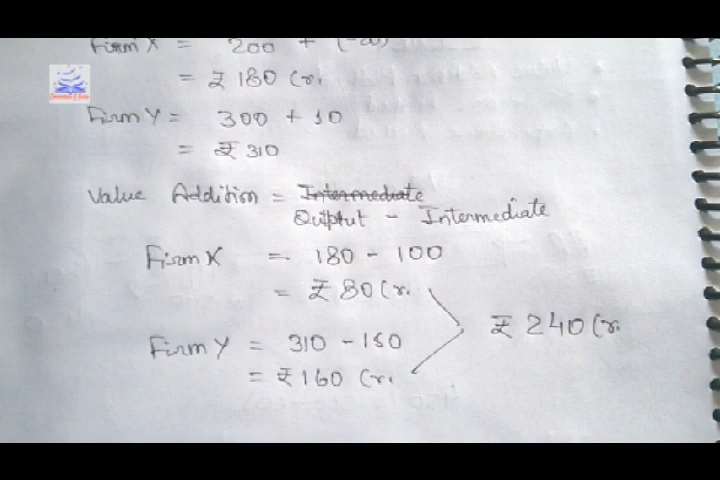 Firm X = 200 + (-20)
= ₹ 180 Cr.
Firm Y = 300 + 10
= ₹ 310
Value Addition = Intermediate
Output - Intermediate
Firm X = 180 - 100
= ₹ 80 Cr.
Firm Y = 310 - 150
= ₹ 160 Cr.
₹ 240 Cr.